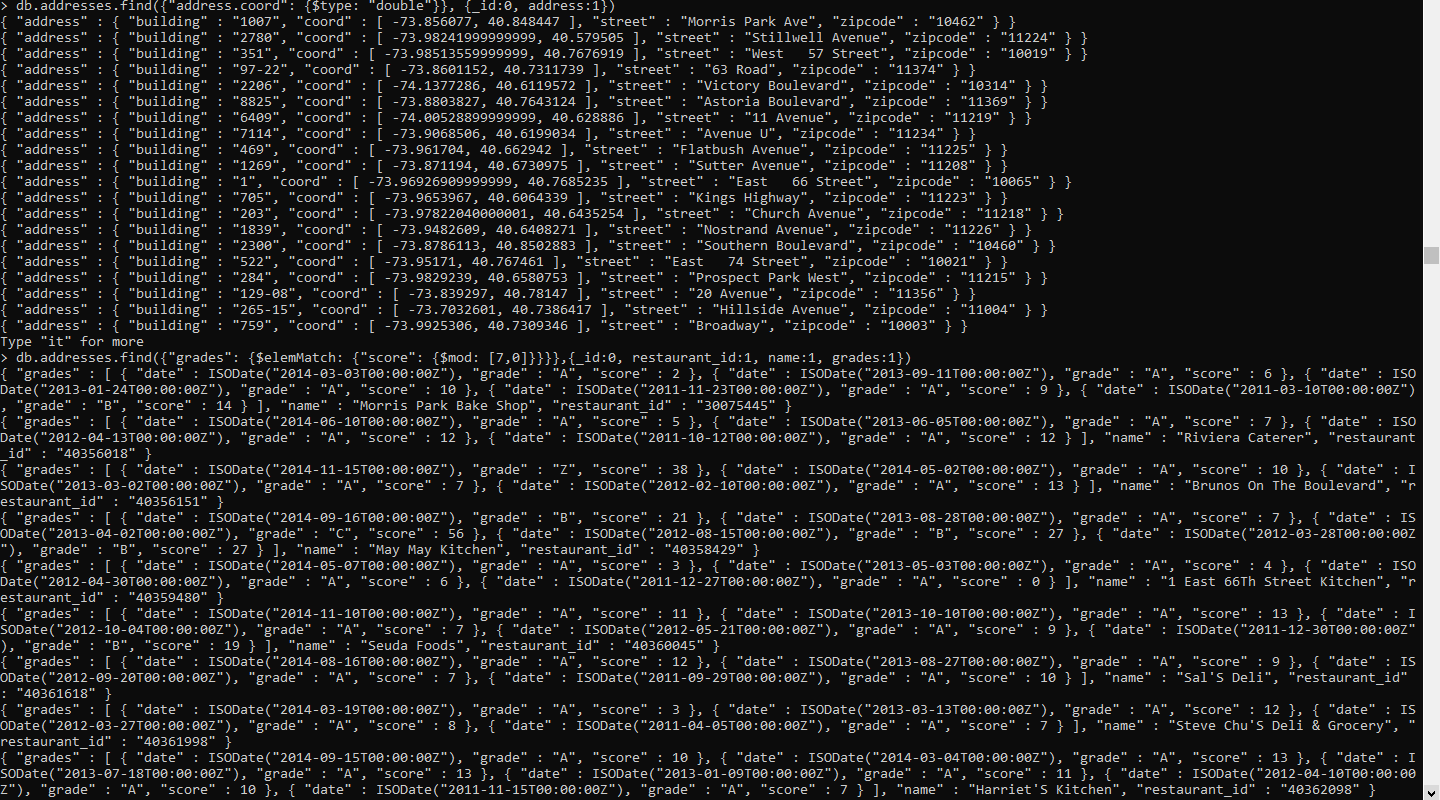 > db.addresses.find({"address.coord": {$type: "double"}}, {_id:0, address:1})
{ "address" : { "building" : "1007", "coord" : [ -73.856077, 40.848447 ], "street" : "Morris Park Ave", "zipcode" : "10462" } }
{ "address" : { "building" : "2780", "coord" : [ -73.98241999999999, 40.579505 ], "street" : "Stillwell Avenue", "zipcode" : "11224" } }
{ "address" : { "building" : "351", "coord" : [ -73.98513559999999, 40.7676919 ], "street" : "West   57 Street", "zipcode" : "10019" } }
{ "address" : { "building" : "97-22", "coord" : [ -73.8601152, 40.7311739 ], "street" : "63 Road", "zipcode" : "11374" } }
{ "address" : { "building" : "2206", "coord" : [ -74.1377286, 40.6119572 ], "street" : "Victory Boulevard", "zipcode" : "10314" } }
{ "address" : { "building" : "8825", "coord" : [ -73.8803827, 40.7643124 ], "street" : "Astoria Boulevard", "zipcode" : "11369" } }
{ "address" : { "building" : "6409", "coord" : [ -74.00528899999999, 40.628886 ], "street" : "11 Avenue", "zipcode" : "11219" } }
{ "address" : { "building" : "7114", "coord" : [ -73.9068506, 40.6199034 ], "street" : "Avenue U", "zipcode" : "11234" } }
{ "address" : { "building" : "469", "coord" : [ -73.961704, 40.662942 ], "street" : "Flatbush Avenue", "zipcode" : "11225" } }
{ "address" : { "building" : "1269", "coord" : [ -73.871194, 40.6730975 ], "street" : "Sutter Avenue", "zipcode" : "11208" } }
{ "address" : { "building" : "1", "coord" : [ -73.96926909999999, 40.7685235 ], "street" : "East   66 Street", "zipcode" : "10065" } }
{ "address" : { "building" : "705", "coord" : [ -73.9653967, 40.6064339 ], "street" : "Kings Highway", "zipcode" : "11223" } }
{ "address" : { "building" : "203", "coord" : [ -73.97822040000001, 40.6435254 ], "street" : "Church Avenue", "zipcode" : "11218" } }
{ "address" : { "building" : "1839", "coord" : [ -73.9482609, 40.6408271 ], "street" : "Nostrand Avenue", "zipcode" : "11226" } }
{ "address" : { "building" : "2300", "coord" : [ -73.8786113, 40.8502883 ], "street" : "Southern Boulevard", "zipcode" : "10460" } }
{ "address" : { "building" : "522", "coord" : [ -73.95171, 40.767461 ], "street" : "East   74 Street", "zipcode" : "10021" } }
{ "address" : { "building" : "284", "coord" : [ -73.9829239, 40.6580753 ], "street" : "Prospect Park West", "zipcode" : "11215" } }
{ "address" : { "building" : "129-08", "coord" : [ -73.839297, 40.78147 ], "street" : "20 Avenue", "zipcode" : "11356" } }
{ "address" : { "building" : "265-15", "coord" : [ -73.7032601, 40.7386417 ], "street" : "Hillside Avenue", "zipcode" : "11004" } }
{ "address" : { "building" : "759", "coord" : [ -73.9925306, 40.7309346 ], "street" : "Broadway", "zipcode" : "10003" } }
Type "it" for more
> db.addresses.find({"grades": {$elemMatch: {"score": {$mod: [7,0]}}}},{_id:0, restaurant_id:1, name:1, grades:1})
{ "grades" : [ { "date" : ISODate("2014-03-03T00:00:00Z"), "grade" : "A", "score" : 2 }, { "date" : ISODate("2013-09-11T00:00:00Z"), "grade" : "A", "score" : 6 }, { "date" : ISO
Date("2013-01-24T00:00:00Z"), "grade" : "A", "score" : 10 }, { "date" : ISODate("2011-11-23T00:00:00Z"), "grade" : "A", "score" : 9 }, { "date" : ISODate("2011-03-10T00:00:00Z")
, "grade" : "B", "score" : 14 } ], "name" : "Morris Park Bake Shop", "restaurant_id" : "30075445" }
{ "grades" : [ { "date" : ISODate("2014-06-10T00:00:00Z"), "grade" : "A", "score" : 5 }, { "date" : ISODate("2013-06-05T00:00:00Z"), "grade" : "A", "score" : 7 }, { "date" : ISO
Date("2012-04-13T00:00:00Z"), "grade" : "A", "score" : 12 }, { "date" : ISODate("2011-10-12T00:00:00Z"), "grade" : "A", "score" : 12 } ], "name" : "Riviera Caterer", "restaurant
_id" : "40356018" }
{ "grades" : [ { "date" : ISODate("2014-11-15T00:00:00Z"), "grade" : "Z", "score" : 38 }, { "date" : ISODate("2014-05-02T00:00:00Z"), "grade" : "A", "score" : 10 }, { "date" : I
SODate("2013-03-02T00:00:00Z"), "grade" : "A", "score" : 7 }, { "date" : ISODate("2012-02-10T00:00:00Z"), "grade" : "A", "score" : 13 } ], "name" : "Brunos On The Boulevard", "r
estaurant_id" : "40356151" }
{ "grades" : [ { "date" : ISODate("2014-09-16T00:00:00Z"), "grade" : "B", "score" : 21 }, { "date" : ISODate("2013-08-28T00:00:00Z"), "grade" : "A", "score" : 7 }, { "date" : IS
ODate("2013-04-02T00:00:00Z"), "grade" : "C", "score" : 56 }, { "date" : ISODate("2012-08-15T00:00:00Z"), "grade" : "B", "score" : 27 }, { "date" : ISODate("2012-03-28T00:00:00Z
"), "grade" : "B", "score" : 27 } ], "name" : "May May Kitchen", "restaurant_id" : "40358429" }
{ "grades" : [ { "date" : ISODate("2014-05-07T00:00:00Z"), "grade" : "A", "score" : 3 }, { "date" : ISODate("2013-05-03T00:00:00Z"), "grade" : "A", "score" : 4 }, { "date" : ISO
Date("2012-04-30T00:00:00Z"), "grade" : "A", "score" : 6 }, { "date" : ISODate("2011-12-27T00:00:00Z"), "grade" : "A", "score" : 0 } ], "name" : "1 East 66Th Street Kitchen", "r
estaurant_id" : "40359480" }
{ "grades" : [ { "date" : ISODate("2014-11-10T00:00:00Z"), "grade" : "A", "score" : 11 }, { "date" : ISODate("2013-10-10T00:00:00Z"), "grade" : "A", "score" : 13 }, { "date" : I
SODate("2012-10-04T00:00:00Z"), "grade" : "A", "score" : 7 }, { "date" : ISODate("2012-05-21T00:00:00Z"), "grade" : "A", "score" : 9 }, { "date" : ISODate("2011-12-30T00:00:00Z"
), "grade" : "B", "score" : 19 } ], "name" : "Seuda Foods", "restaurant_id" : "40360045" }
{ "grades" : [ { "date" : ISODate("2014-08-16T00:00:00Z"), "grade" : "A", "score" : 12 }, { "date" : ISODate("2013-08-27T00:00:00Z"), "grade" : "A", "score" : 9 }, { "date" : IS
ODate("2012-09-20T00:00:00Z"), "grade" : "A", "score" : 7 }, { "date" : ISODate("2011-09-29T00:00:00Z"), "grade" : "A", "score" : 10 } ], "name" : "Sal'S Deli", "restaurant_id"
: "40361618" }
{ "grades" : [ { "date" : ISODate("2014-03-19T00:00:00Z"), "grade" : "A", "score" : 3 }, { "date" : ISODate("2013-03-13T00:00:00Z"), "grade" : "A", "score" : 12 }, { "date" : IS
ODate("2012-03-27T00:00:00Z"), "grade" : "A", "score" : 8 }, { "date" : ISODate("2011-04-05T00:00:00Z"), "grade" : "A", "score" : 7 } ], "name" : "Steve Chu'S Deli & Grocery", "
restaurant_id" : "40361998" }
{ "grades" : [ { "date" : ISODate("2014-09-15T00:00:00Z"), "grade" : "A", "score" : 10 }, { "date" : ISODate("2014-03-04T00:00:00Z"), "grade" : "A", "score" : 13 }, { "date" : I
SODate("2013-07-18T00:00:00Z"), "grade" : "A", "score" : 13 }, { "date" : ISODate("2013-01-09T00:00:00Z"), "grade" : "A", "score" : 11 }, { "date" : ISODate("2012-04-10T00:00:00
Z"), "grade" : "A", "score" : 10 }, { "date" : ISODate("2011-11-15T00:00:00Z"), "grade" : "A", "score" : 7 } ], "name" : "Harriet'S Kitchen", "restaurant_id" : "40362098" }